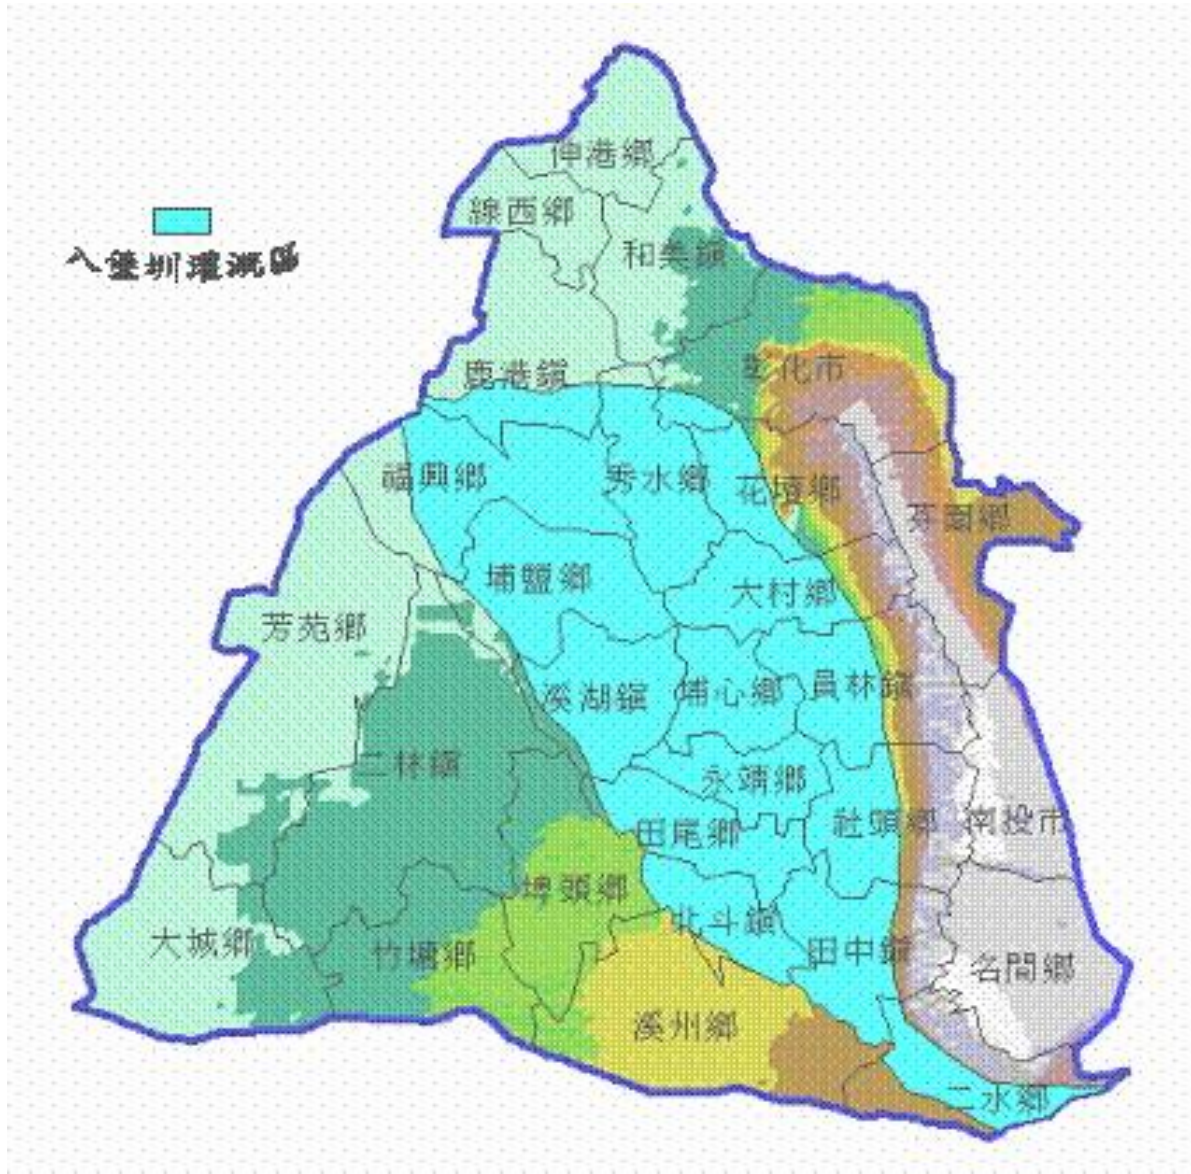 伸港鄉
線西鄉
和美鎮
八堡圳灌溉區
鹿港鎮
彰化市
福興鄉
秀水鄉
花壇鄉
芬園鄉
埔鹽鄉
大村鄉
芳苑鄉
溪湖鎮
埔心鄉
員林鎮
二林鎮
永靖鄉
田尾鄉
社頭鄉
南投市
埤頭鄉
北斗鎮
大城鄉
竹塘鄉
田中鎮
名間鄉
溪州鄉
二水鄉